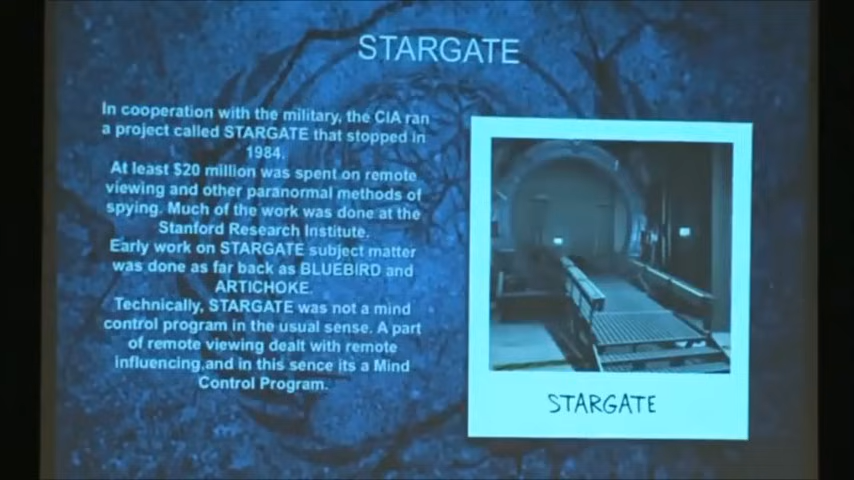 STARGATE
In cooperation with the military, the CIA ran
a project called STARGATE that stopped in
1984.
At least $20 million was spent on remote
viewing and other paranormal methods of
spying. Much of the work was done at the
Stanford Research Institute.
Early work on STARGATE subject matter
was done as far back as BLUEBIRD and
ARTICHOKE.
Technically, STARGATE was not a mind
control program in the usual sense. A part
of remote viewing dealt with remote
influencing,and in this sence its a Mind
Control Program.
STARGATE